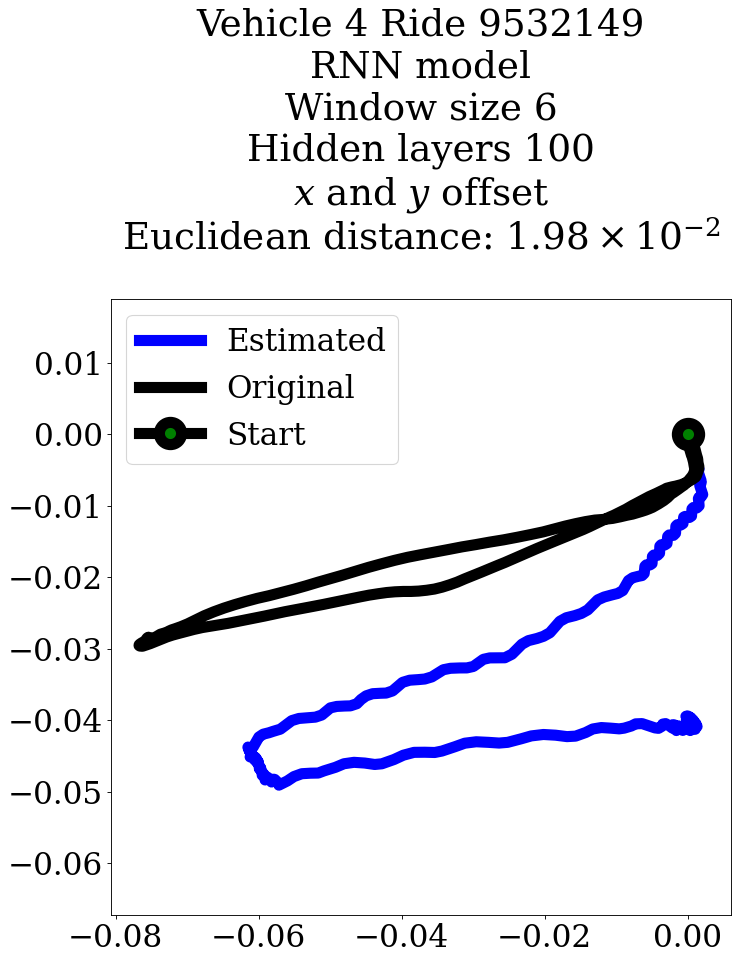 Vehicle 4 Ride 9532149
RNN model
Window size 6
Hidden layers 100
x and y offset
Euclidean distance: 1.98 × 10⁻²
Estimated
Original
Start
0.01
0.00
−0.01
−0.02
−0.03
−0.04
−0.05
−0.06
−0.08 −0.06 −0.04 −0.02 0.00